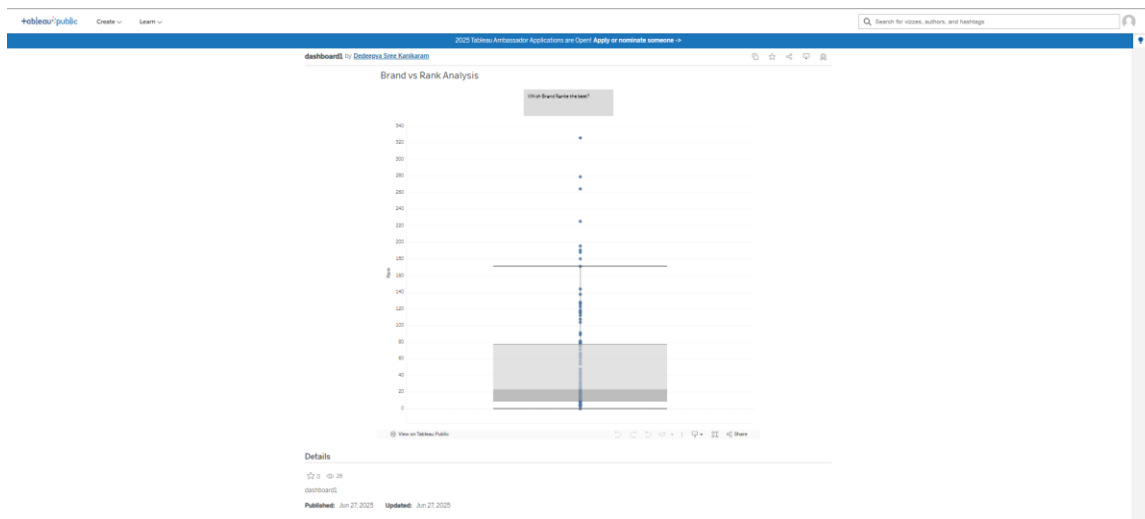 +ableau public
Create
Learn
Search for vizzes, authors, and hashtags
2025 Tableau Ambassador Applications are Open! Apply or nominate someone ->
dashboard1 by Dedeepya Sree Kanikaram
Brand vs Rank Analysis
Which Brand Ranks the best?
340
320
300
280
260
240
220
200
180
160
140
120
100
80
60
40
20
0
Rank
View on Tableau Public
Share
Details
0 26
dashboard1
Published: Jun 27, 2025 Updated: Jun 27, 2025